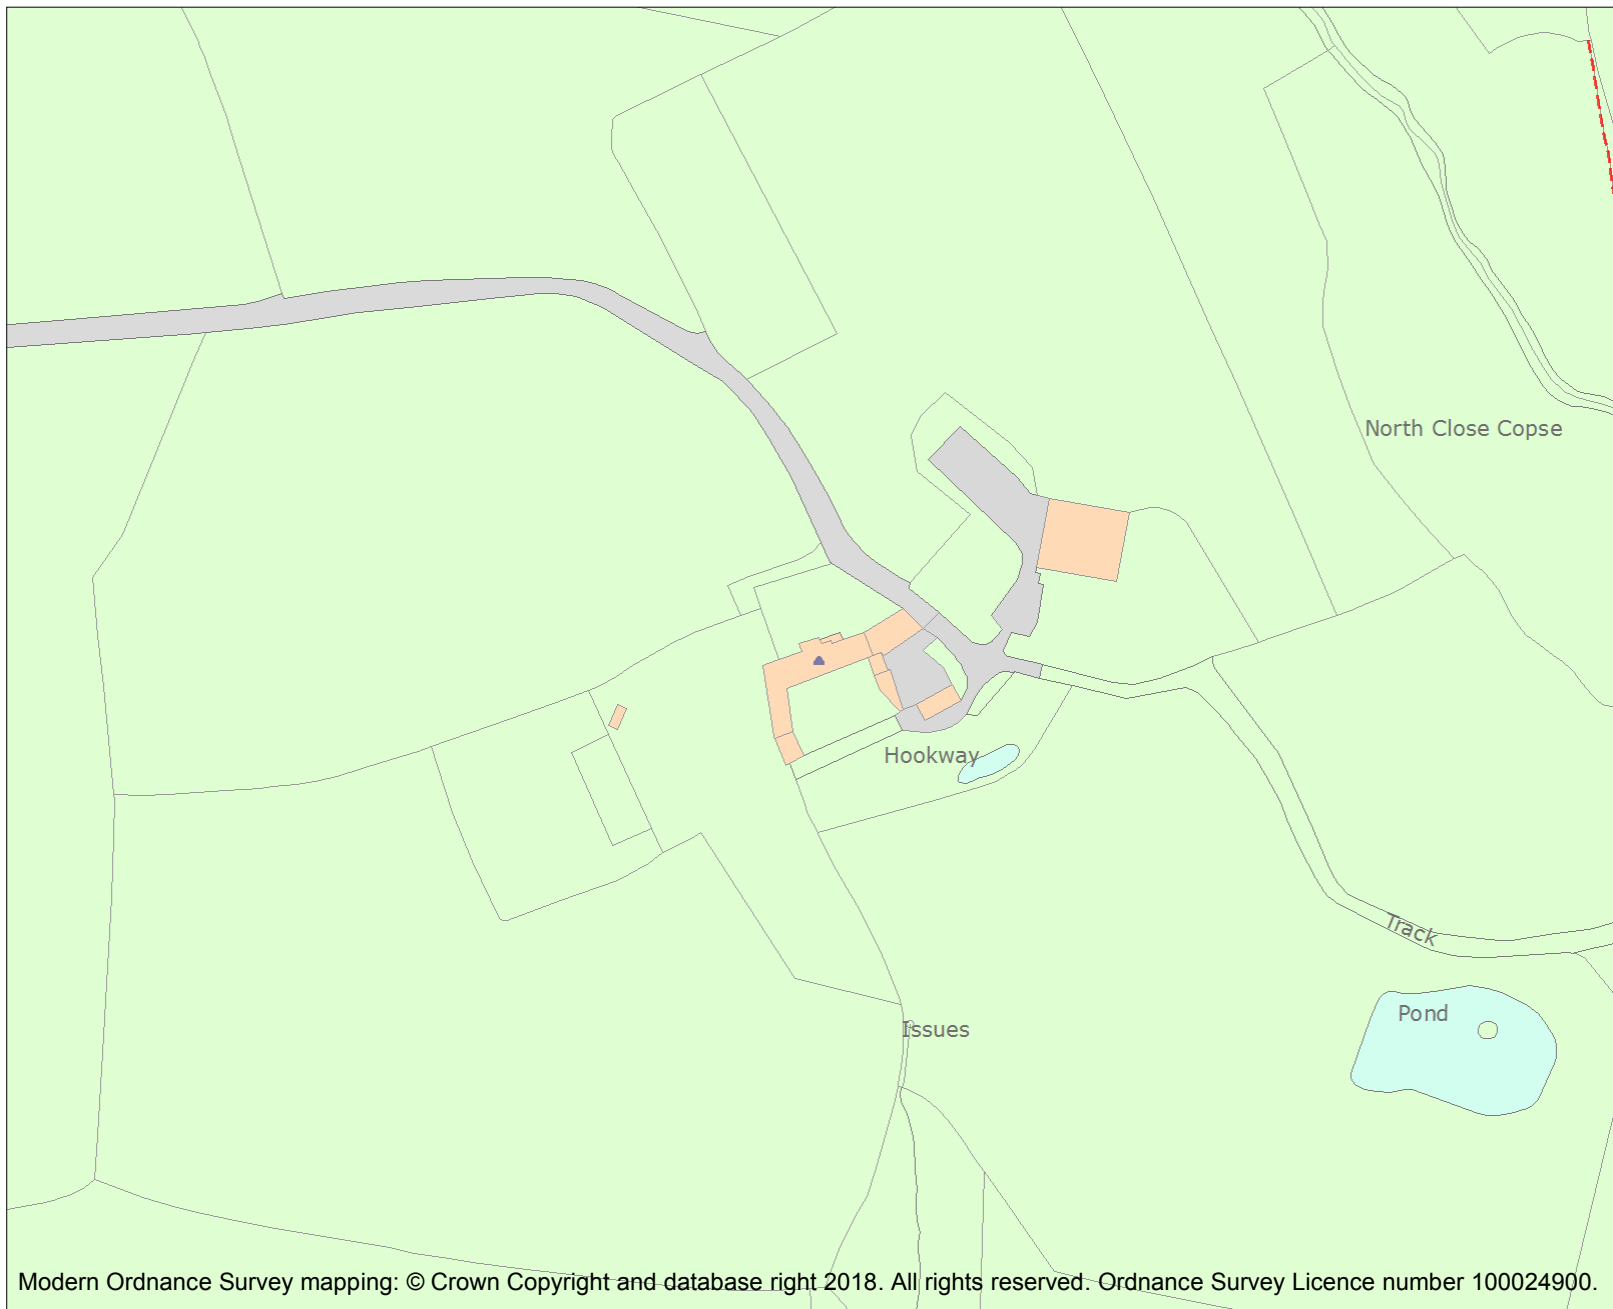 North Close Copse
Hookway
Track
Pond
Issues
Modern Ordnance Survey mapping: © Crown Copyright and database right 2018. All rights reserved. Ordnance Survey Licence number 100024900.